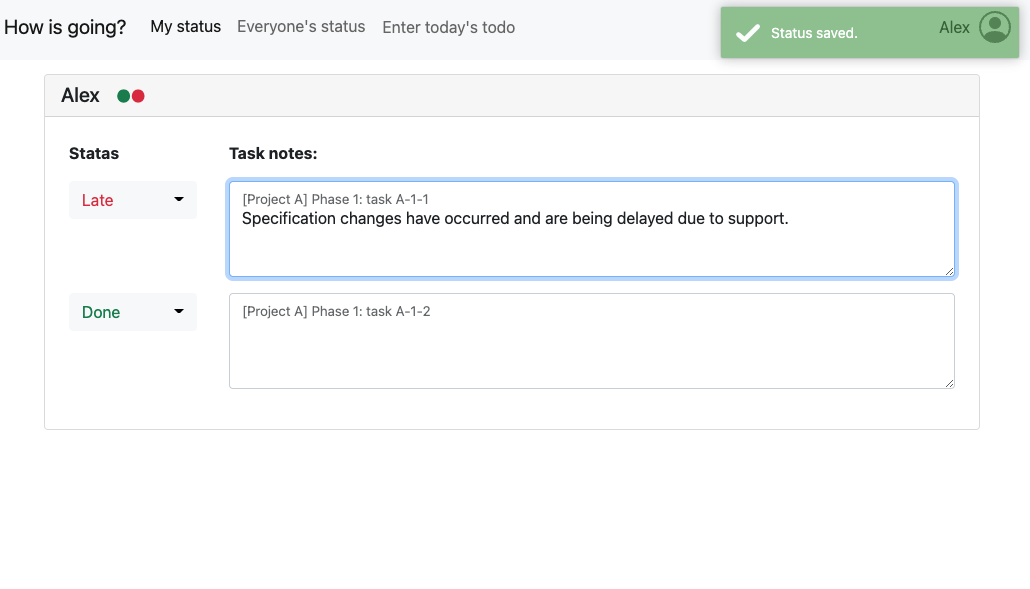 How is going? My status Everyone's status Enter today's todo
Status saved. Alex
Alex
Statas Task notes:
Late
[Project A] Phase 1: task A-1-1
Specification changes have occurred and are being delayed due to support.
Done
[Project A] Phase 1: task A-1-2